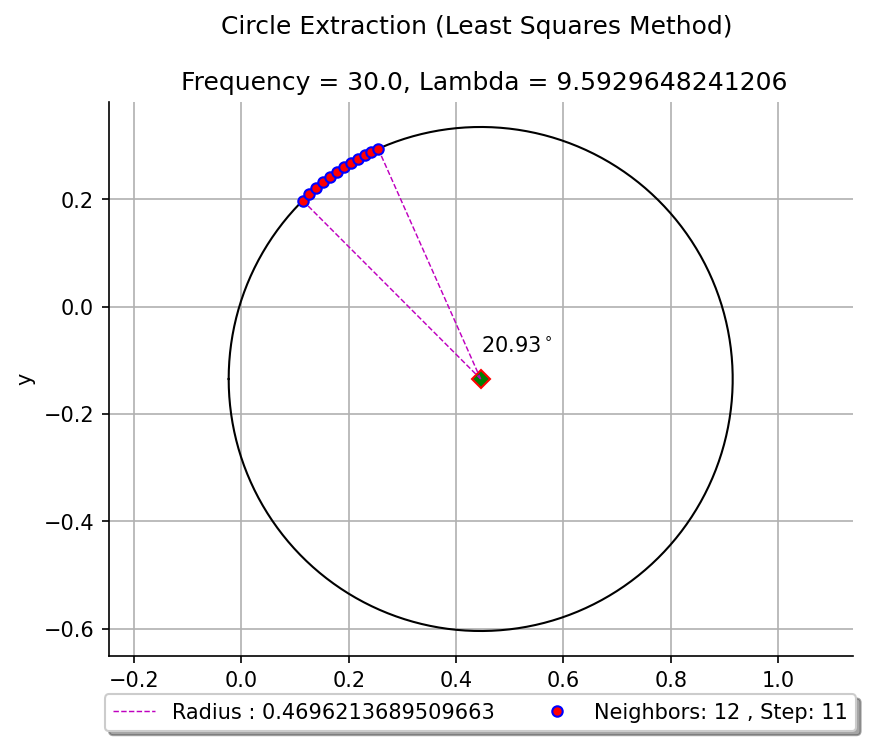 Circle Extraction (Least Squares Method)
Frequency = 30.0, Lambda = 9.5929648241206
0.2
0.0
−0.2
−0.4
−0.6
y
20.93°
−0.2 0.0 0.2 0.4 0.6 0.8 1.0
Radius : 0.4696213689509663 Neighbors: 12 , Step: 11